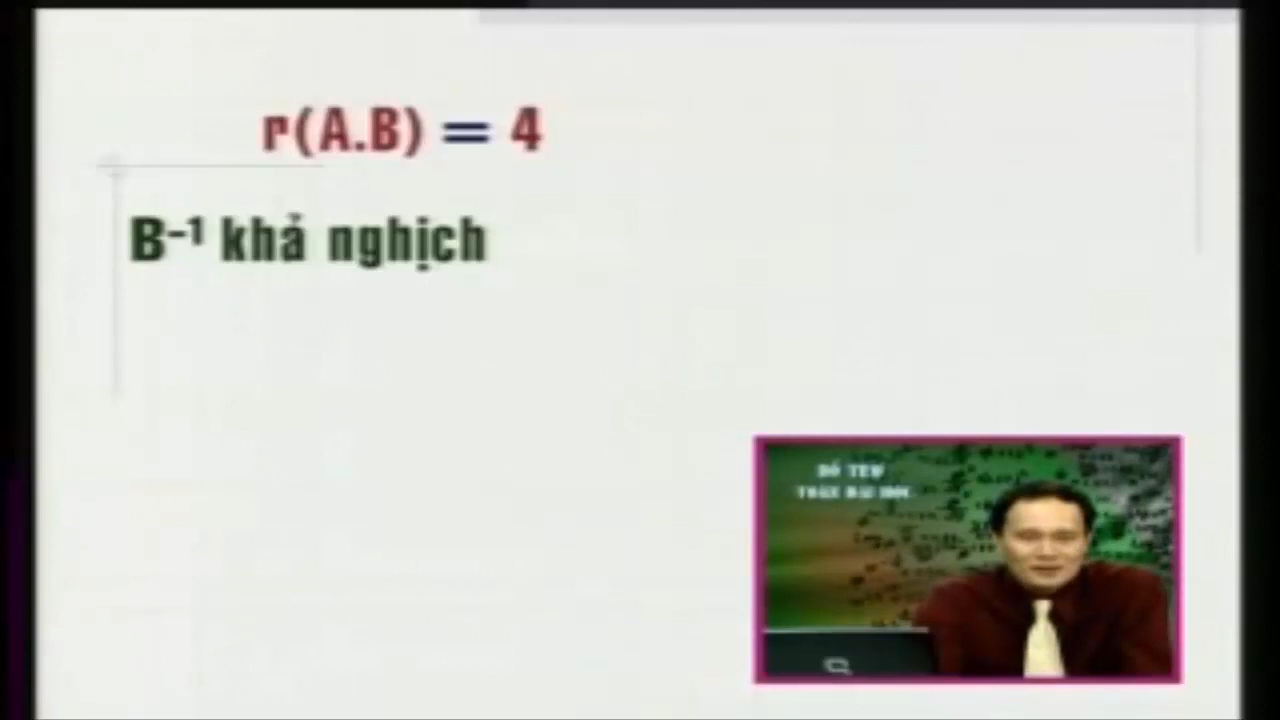 r(A.B) = 4
B⁻¹ khả nghịch